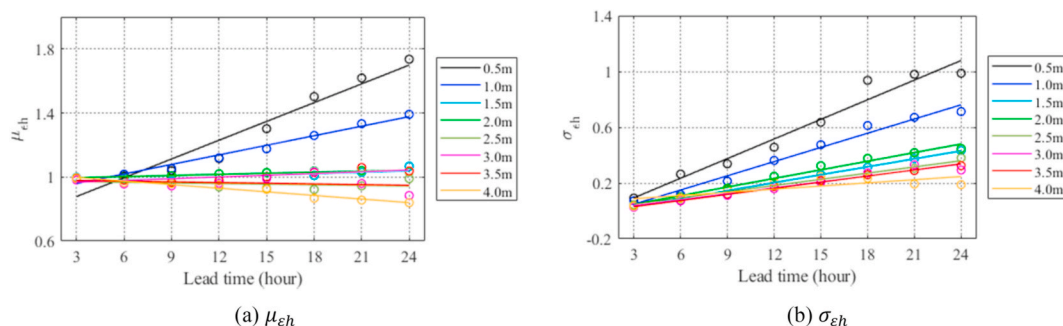 1.8
1.4
1
0.6
μεh
3 6 9 12 15 18 21 24
Lead time (hour)
0.5m
1.0m
1.5m
2.0m
2.5m
3.0m
3.5m
4.0m
(a) μεh
1.4
1
0.6
0.2
-0.2
σεh
3 6 9 12 15 18 21 24
Lead time (hour)
0.5m
1.0m
1.5m
2.0m
2.5m
3.0m
3.5m
4.0m
(b) σεh